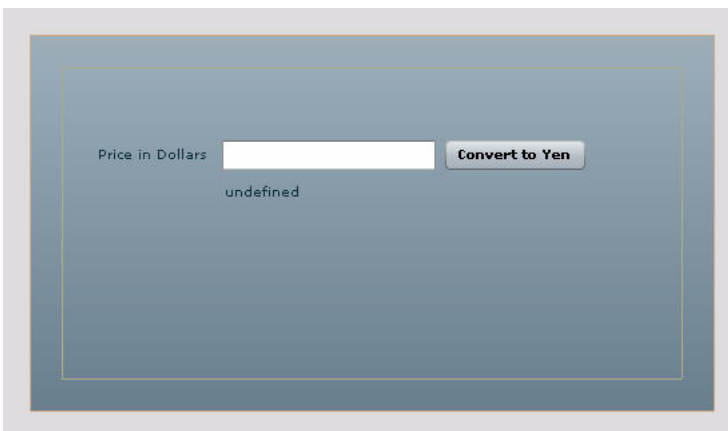 Price in Dollars Convert to Yen
undefined